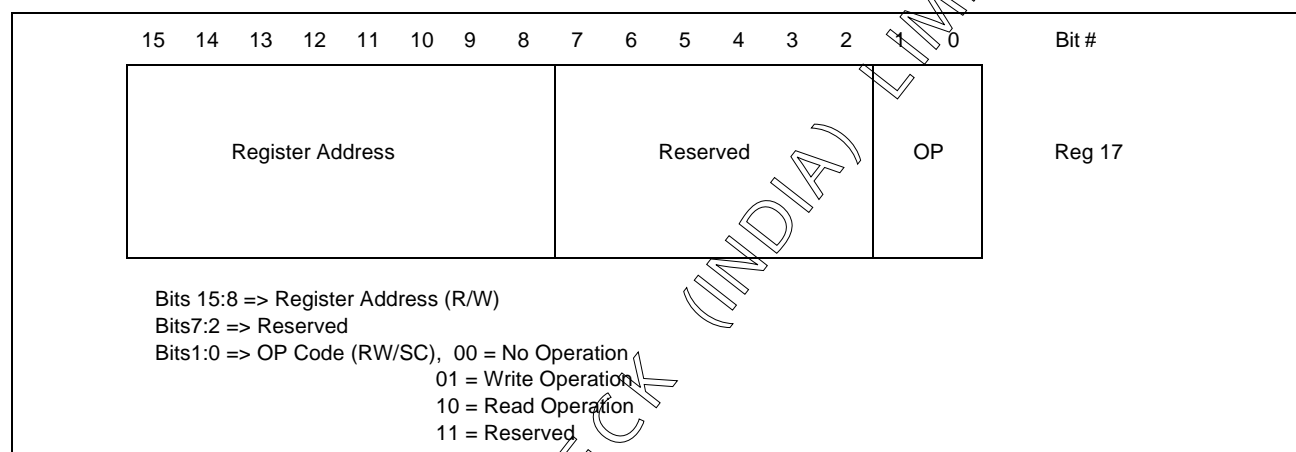 15 14 13 12 11 10 9 8 7 6 5 4 3 2 1 0 Bit #
Register Address Reserved OP Reg 17
Bits 15:8 => Register Address (R/W)
Bits7:2 => Reserved
Bits1:0 => OP Code (RW/SC), 00 = No Operation
01 = Write Operation
10 = Read Operation
11 = Reserved
(INDIA)